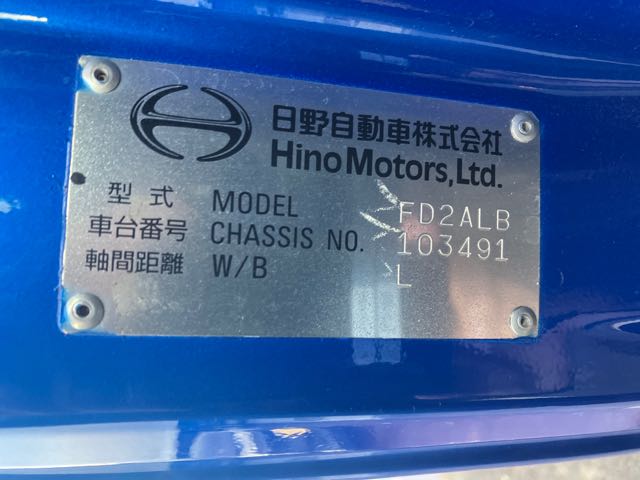 日野自動車株式会社
Hino Motors, Ltd.
型式 MODEL FD2ALB
車台番号 CHASSIS NO. 103491
軸間距離 W/B L